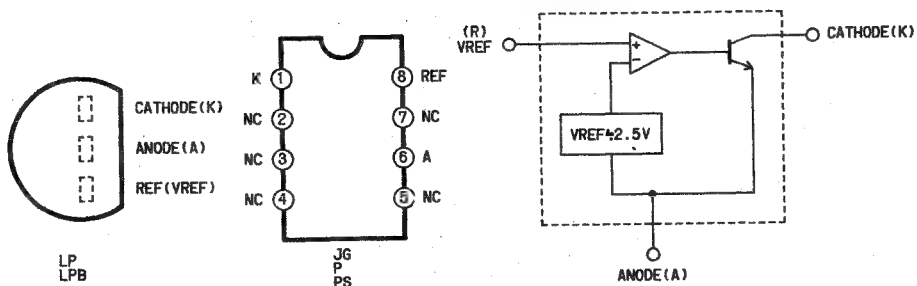 CATHODE(K)
ANODE(A)
REF(VREF)
LP
LPB
K 1
NC 2
NC 3
NC 4
8 REF
7 NC
6 A
5 NC
JG
P
PS
(R)
VREF
+
−
VREF≒2.5V
CATHODE(K)
ANODE(A)